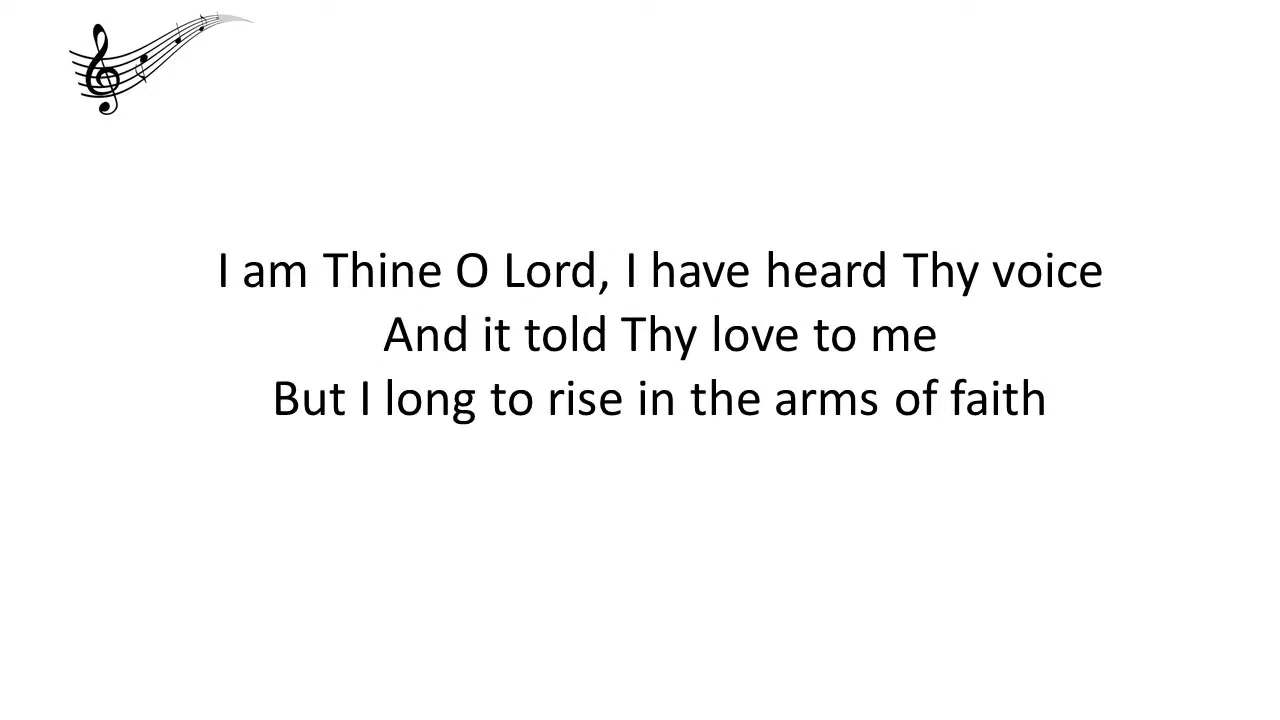 I am Thine O Lord, I have heard Thy voice
And it told Thy love to me
But I long to rise in the arms of faith